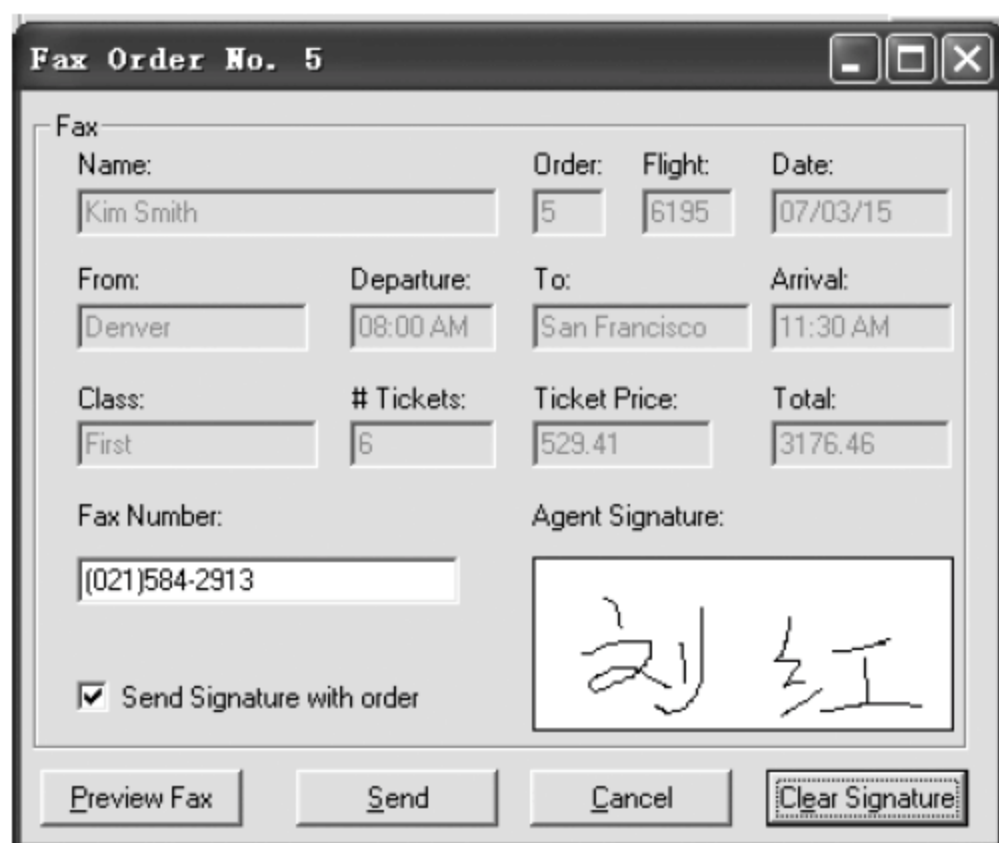 Fax Order No. 5
Fax
Name: Order: Flight: Date:
Kim Smith 5 6195 07/03/15
From: Departure: To: Arrival:
Denver 08:00 AM San Francisco 11:30 AM
Class: # Tickets: Ticket Price: Total:
First 6 529.41 3176.46
Fax Number: Agent Signature:
(021)584-2913
刘 红
Send Signature with order
Preview Fax Send Cancel Clear Signature